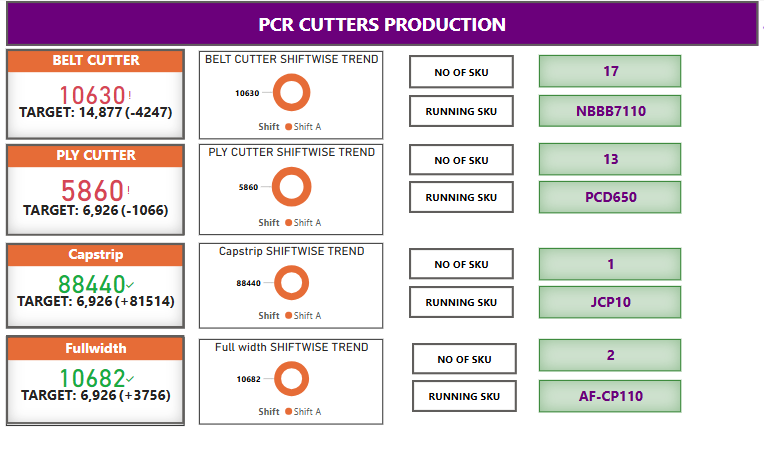 PCR CUTTERS PRODUCTION
BELT CUTTER
10630!
TARGET: 14,877 (-4247)
BELT CUTTER SHIFTWISE TREND
10630
Shift Shift A
NO OF SKU
17
RUNNING SKU
NBBB7110
PLY CUTTER
5860!
TARGET: 6,926 (-1066)
PLY CUTTER SHIFTWISE TREND
5860
Shift Shift A
NO OF SKU
13
RUNNING SKU
PCD650
Capstrip
88440✓
TARGET: 6,926 (+81514)
Capstrip SHIFTWISE TREND
88440
Shift Shift A
NO OF SKU
1
RUNNING SKU
JCP10
Fullwidth
10682✓
TARGET: 6,926 (+3756)
Full width SHIFTWISE TREND
10682
Shift Shift A
NO OF SKU
2
RUNNING SKU
AF-CP110